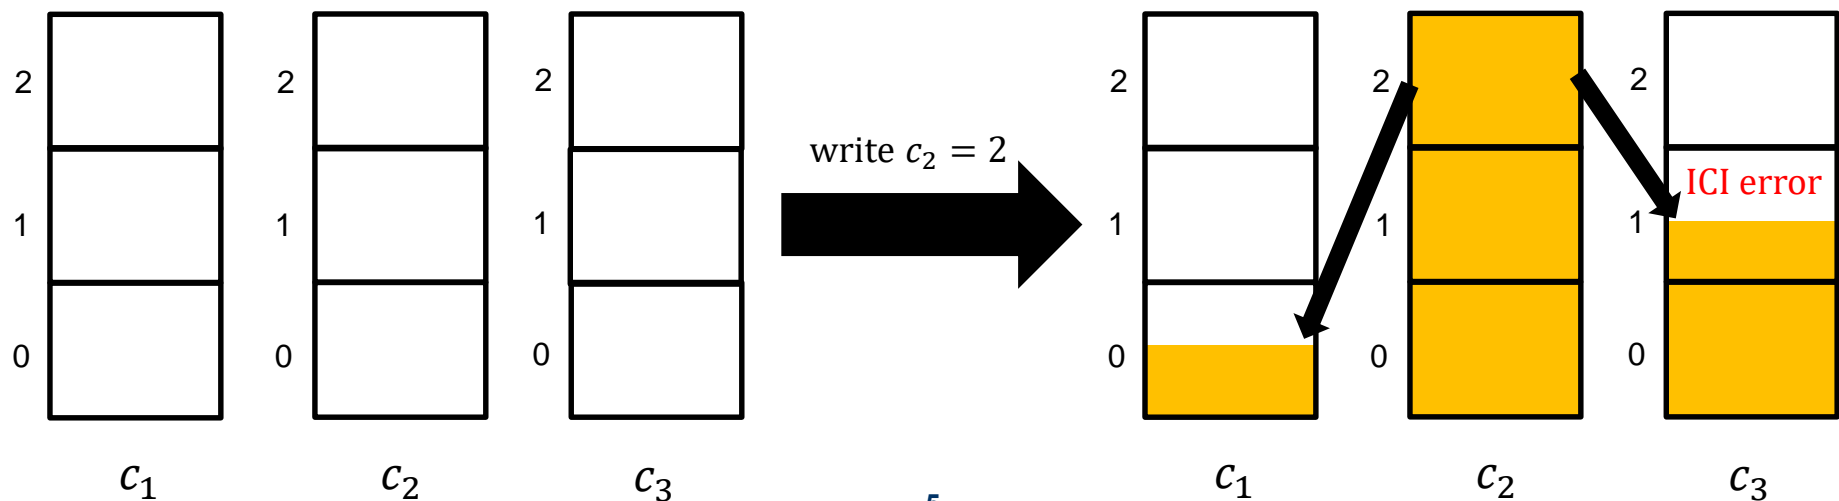 2 2 2 2 2 2
write c₂ = 2
ICI error
1 1 1 1 1 1
0 0 0 0 0 0
c₁ c₂ c₃ c₁ c₂ c₃
5